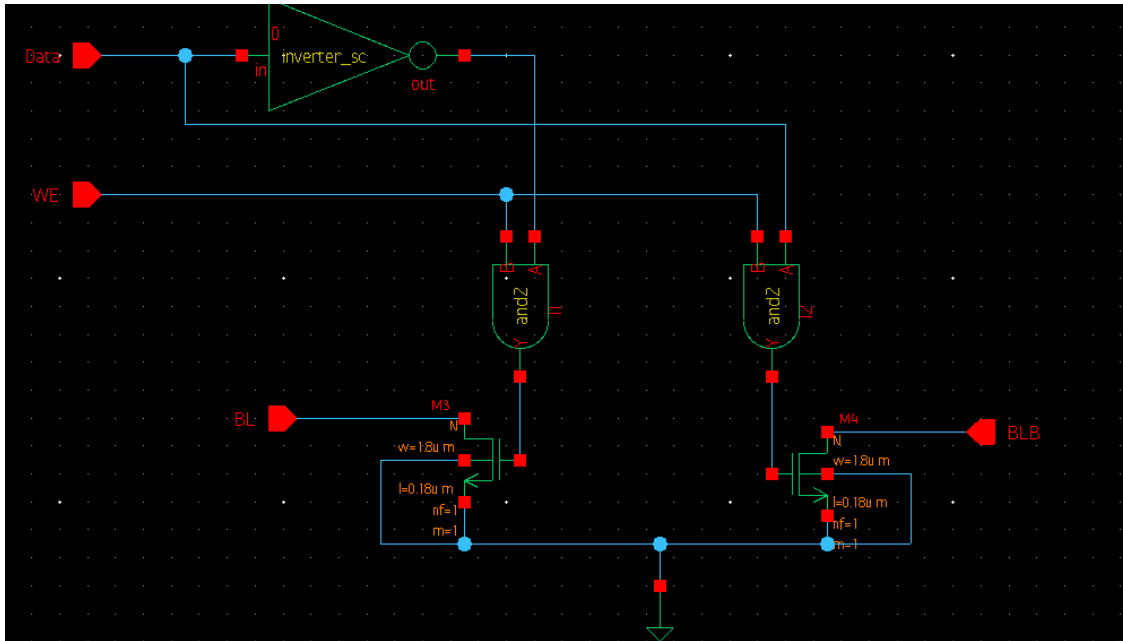 0
Data
inverter_sc
in
out
WE
B A
B A
and2
I1
and2
I2
Y
Y
M3
BL
N
w=1.8u m
l=0.18u m
nf=1
m=1
M4
BLB
N
w=1.8u m
l=0.18u m
nf=1
m=1